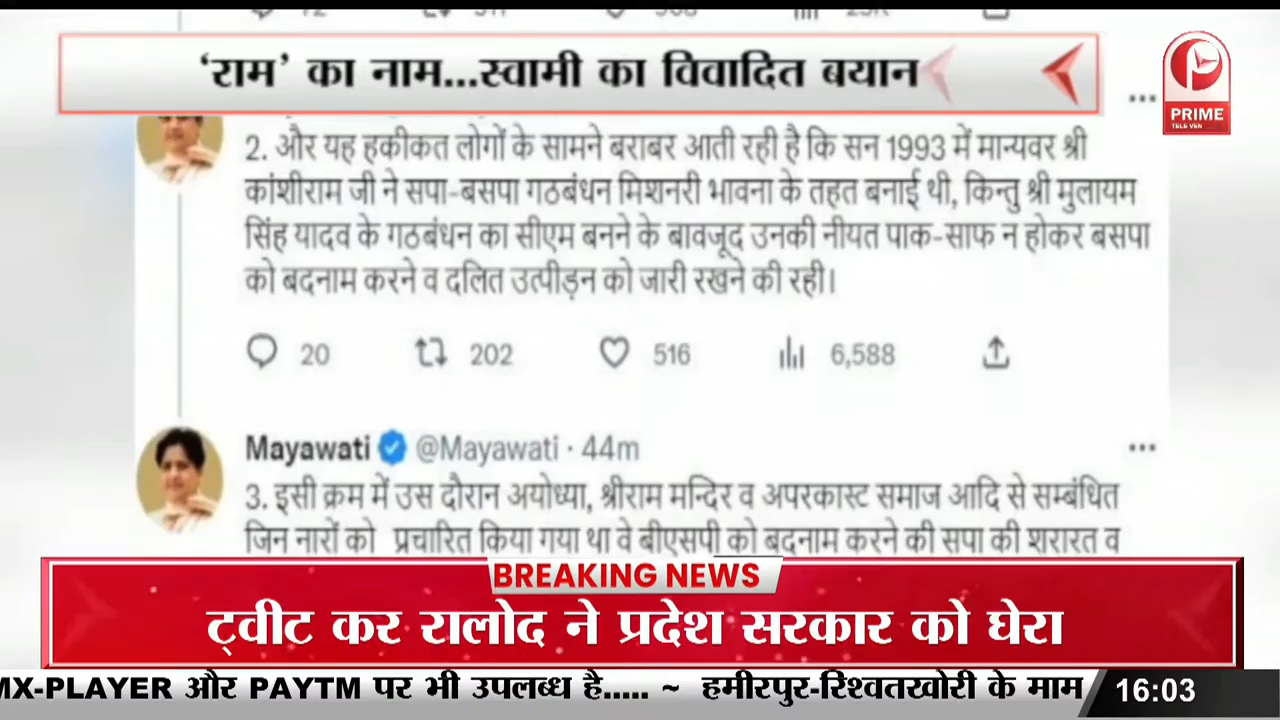 ‘राम’ का नाम...स्वामी का विवादित बयान
PRIME
TELEVISION
2. और यह हकीकत लोगों के सामने बराबर आती रही है कि सन 1993 में मान्यवर श्री
कांशीराम जी ने सपा-बसपा गठबंधन मिशनरी भावना के तहत बनाई थी, किन्तु श्री मुलायम
सिंह यादव के गठबंधन का सीएम बनने के बावजूद उनकी नीयत पाक-साफ न होकर बसपा
को बदनाम करने व दलित उत्पीड़न को जारी रखने की रही।
20 202 516 6,588
Mayawati @Mayawati · 44m
3. इसी क्रम में उस दौरान अयोध्या, श्रीराम मन्दिर व अपरकास्ट समाज आदि से सम्बंधित
जिन नारों को प्रचारित किया गया था वे बीएसपी को बदनाम करने की सपा की शरारत व
BREAKING NEWS
ट्वीट कर रालोद ने प्रदेश सरकार को घेरा
MX-PLAYER और PAYTM पर भी उपलब्ध है..... ~ हमीरपुर-रिश्वतखोरी के माम
16:03